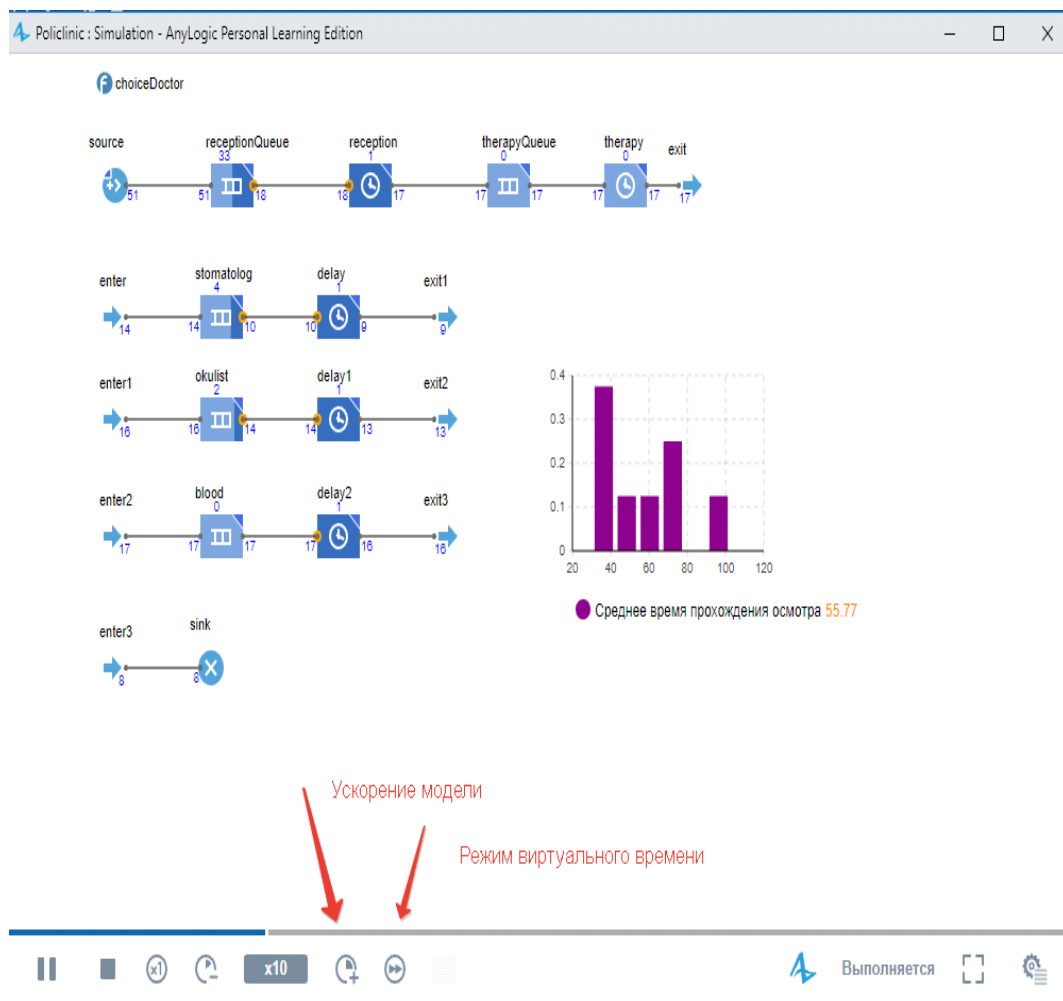 Policlinic : Simulation - AnyLogic Personal Learning Edition
choiceDoctor
source receptionQueue reception therapyQueue therapy exit
33 1 0 0
51 51 18 18 17 17 17 17 17 17
enter stomatolog delay exit1
4 1
14 14 10 10 9 9
enter1 okulist delay1 exit2
2 1
16 16 14 14 13 13
enter2 blood delay2 exit3
0 1
17 17 17 17 16 16
enter3 sink
8 8
0.4
0.3
0.2
0.1
0
20 40 60 80 100 120
Среднее время прохождения осмотра 55.77
Ускорение модели
Режим виртуального времени
x1 x10 Выполняется